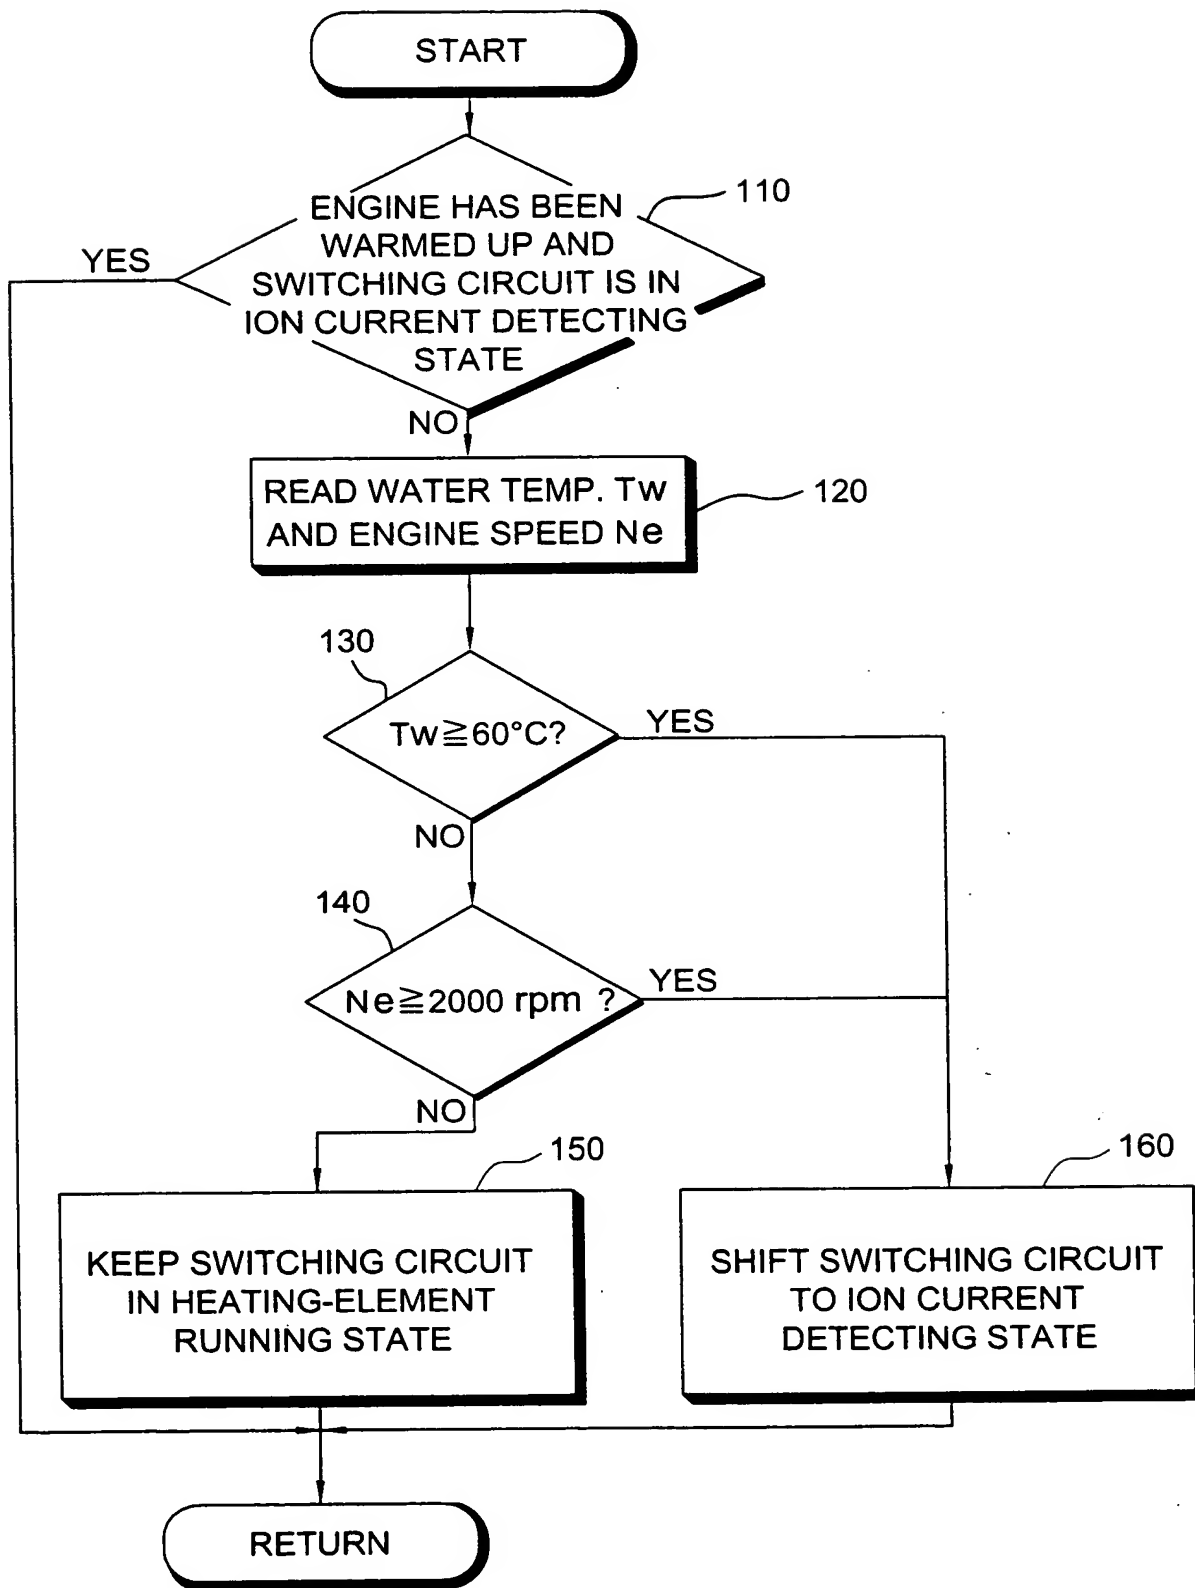 START
ENGINE HAS BEEN
WARMED UP AND
SWITCHING CIRCUIT IS IN
ION CURRENT DETECTING
STATE
110
YES
NO
READ WATER TEMP. Tw
AND ENGINE SPEED Ne
120
130
Tw≧60°C?
YES
NO
140
Ne≧2000 rpm ?
YES
NO
150
KEEP SWITCHING CIRCUIT
IN HEATING-ELEMENT
RUNNING STATE
160
SHIFT SWITCHING CIRCUIT
TO ION CURRENT
DETECTING STATE
RETURN